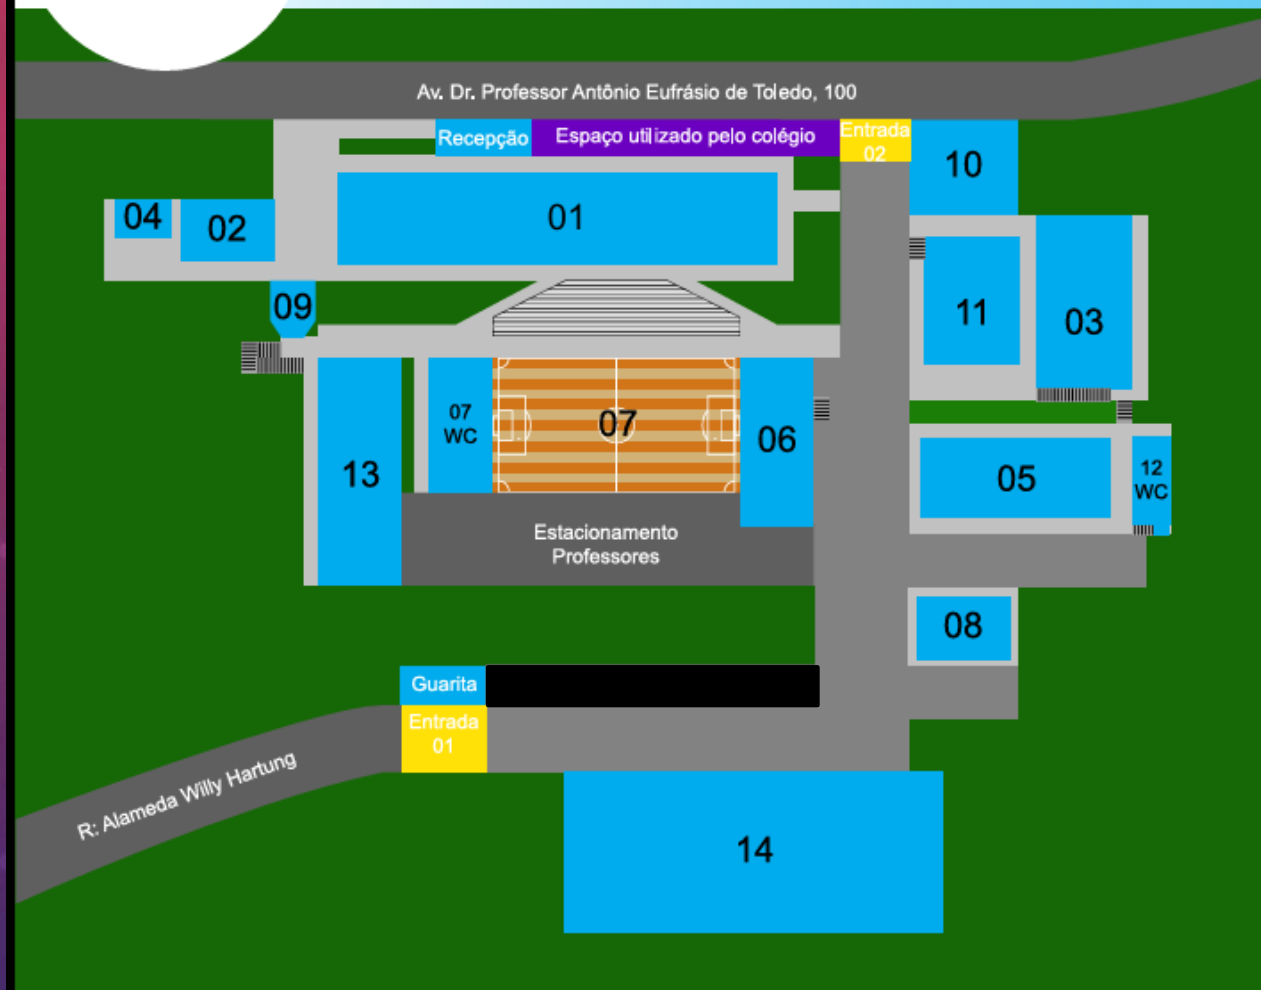 Av. Dr. Professor Antônio Eufrásio de Toledo, 100
Recepção
Espaço utilizado pelo colégio
Entrada
02
10
04
02
01
09
11
03
07
WC
07
06
13
05
12
WC
Estacionamento
Professores
08
Guarita
Entrada
01
R: Alameda Willy Hartung
14